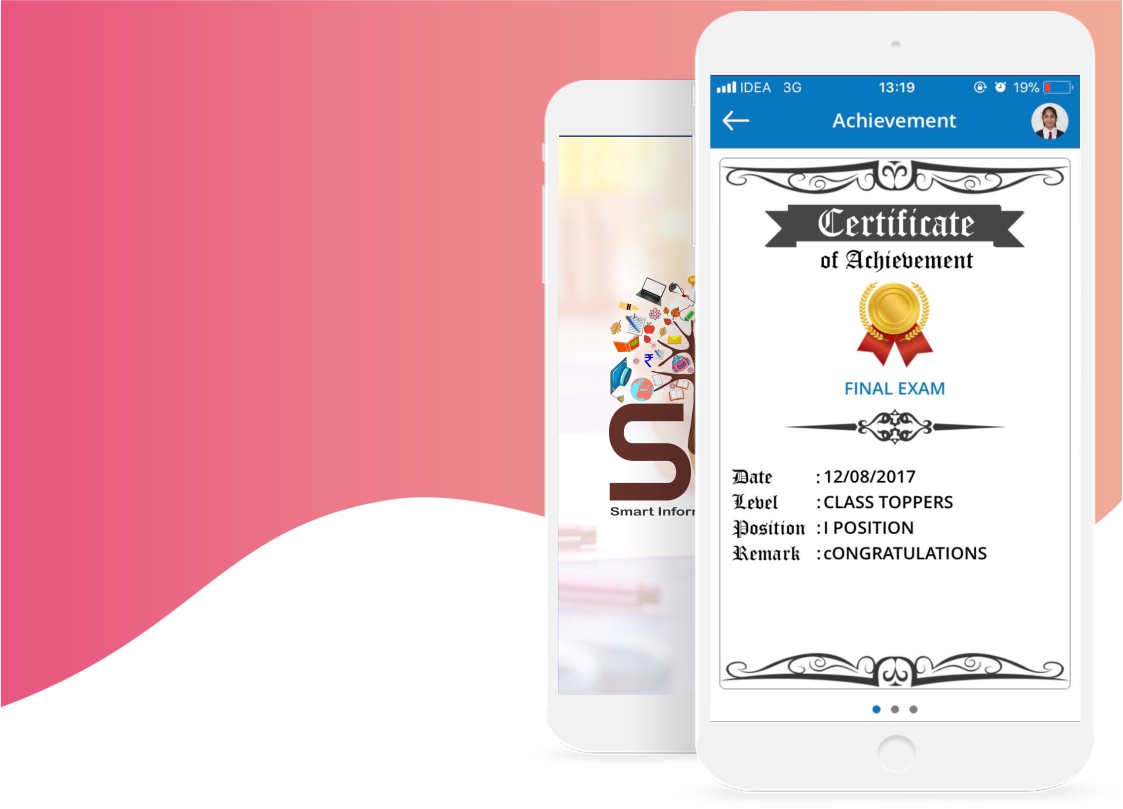 IDEA 3G 13:19 19%
Achievement
Certificate
of Achievement
FINAL EXAM
Date : 12/08/2017
Level : CLASS TOPPERS
Position : I POSITION
Remark : cONGRATULATIONS
₹
S
Smart Infor